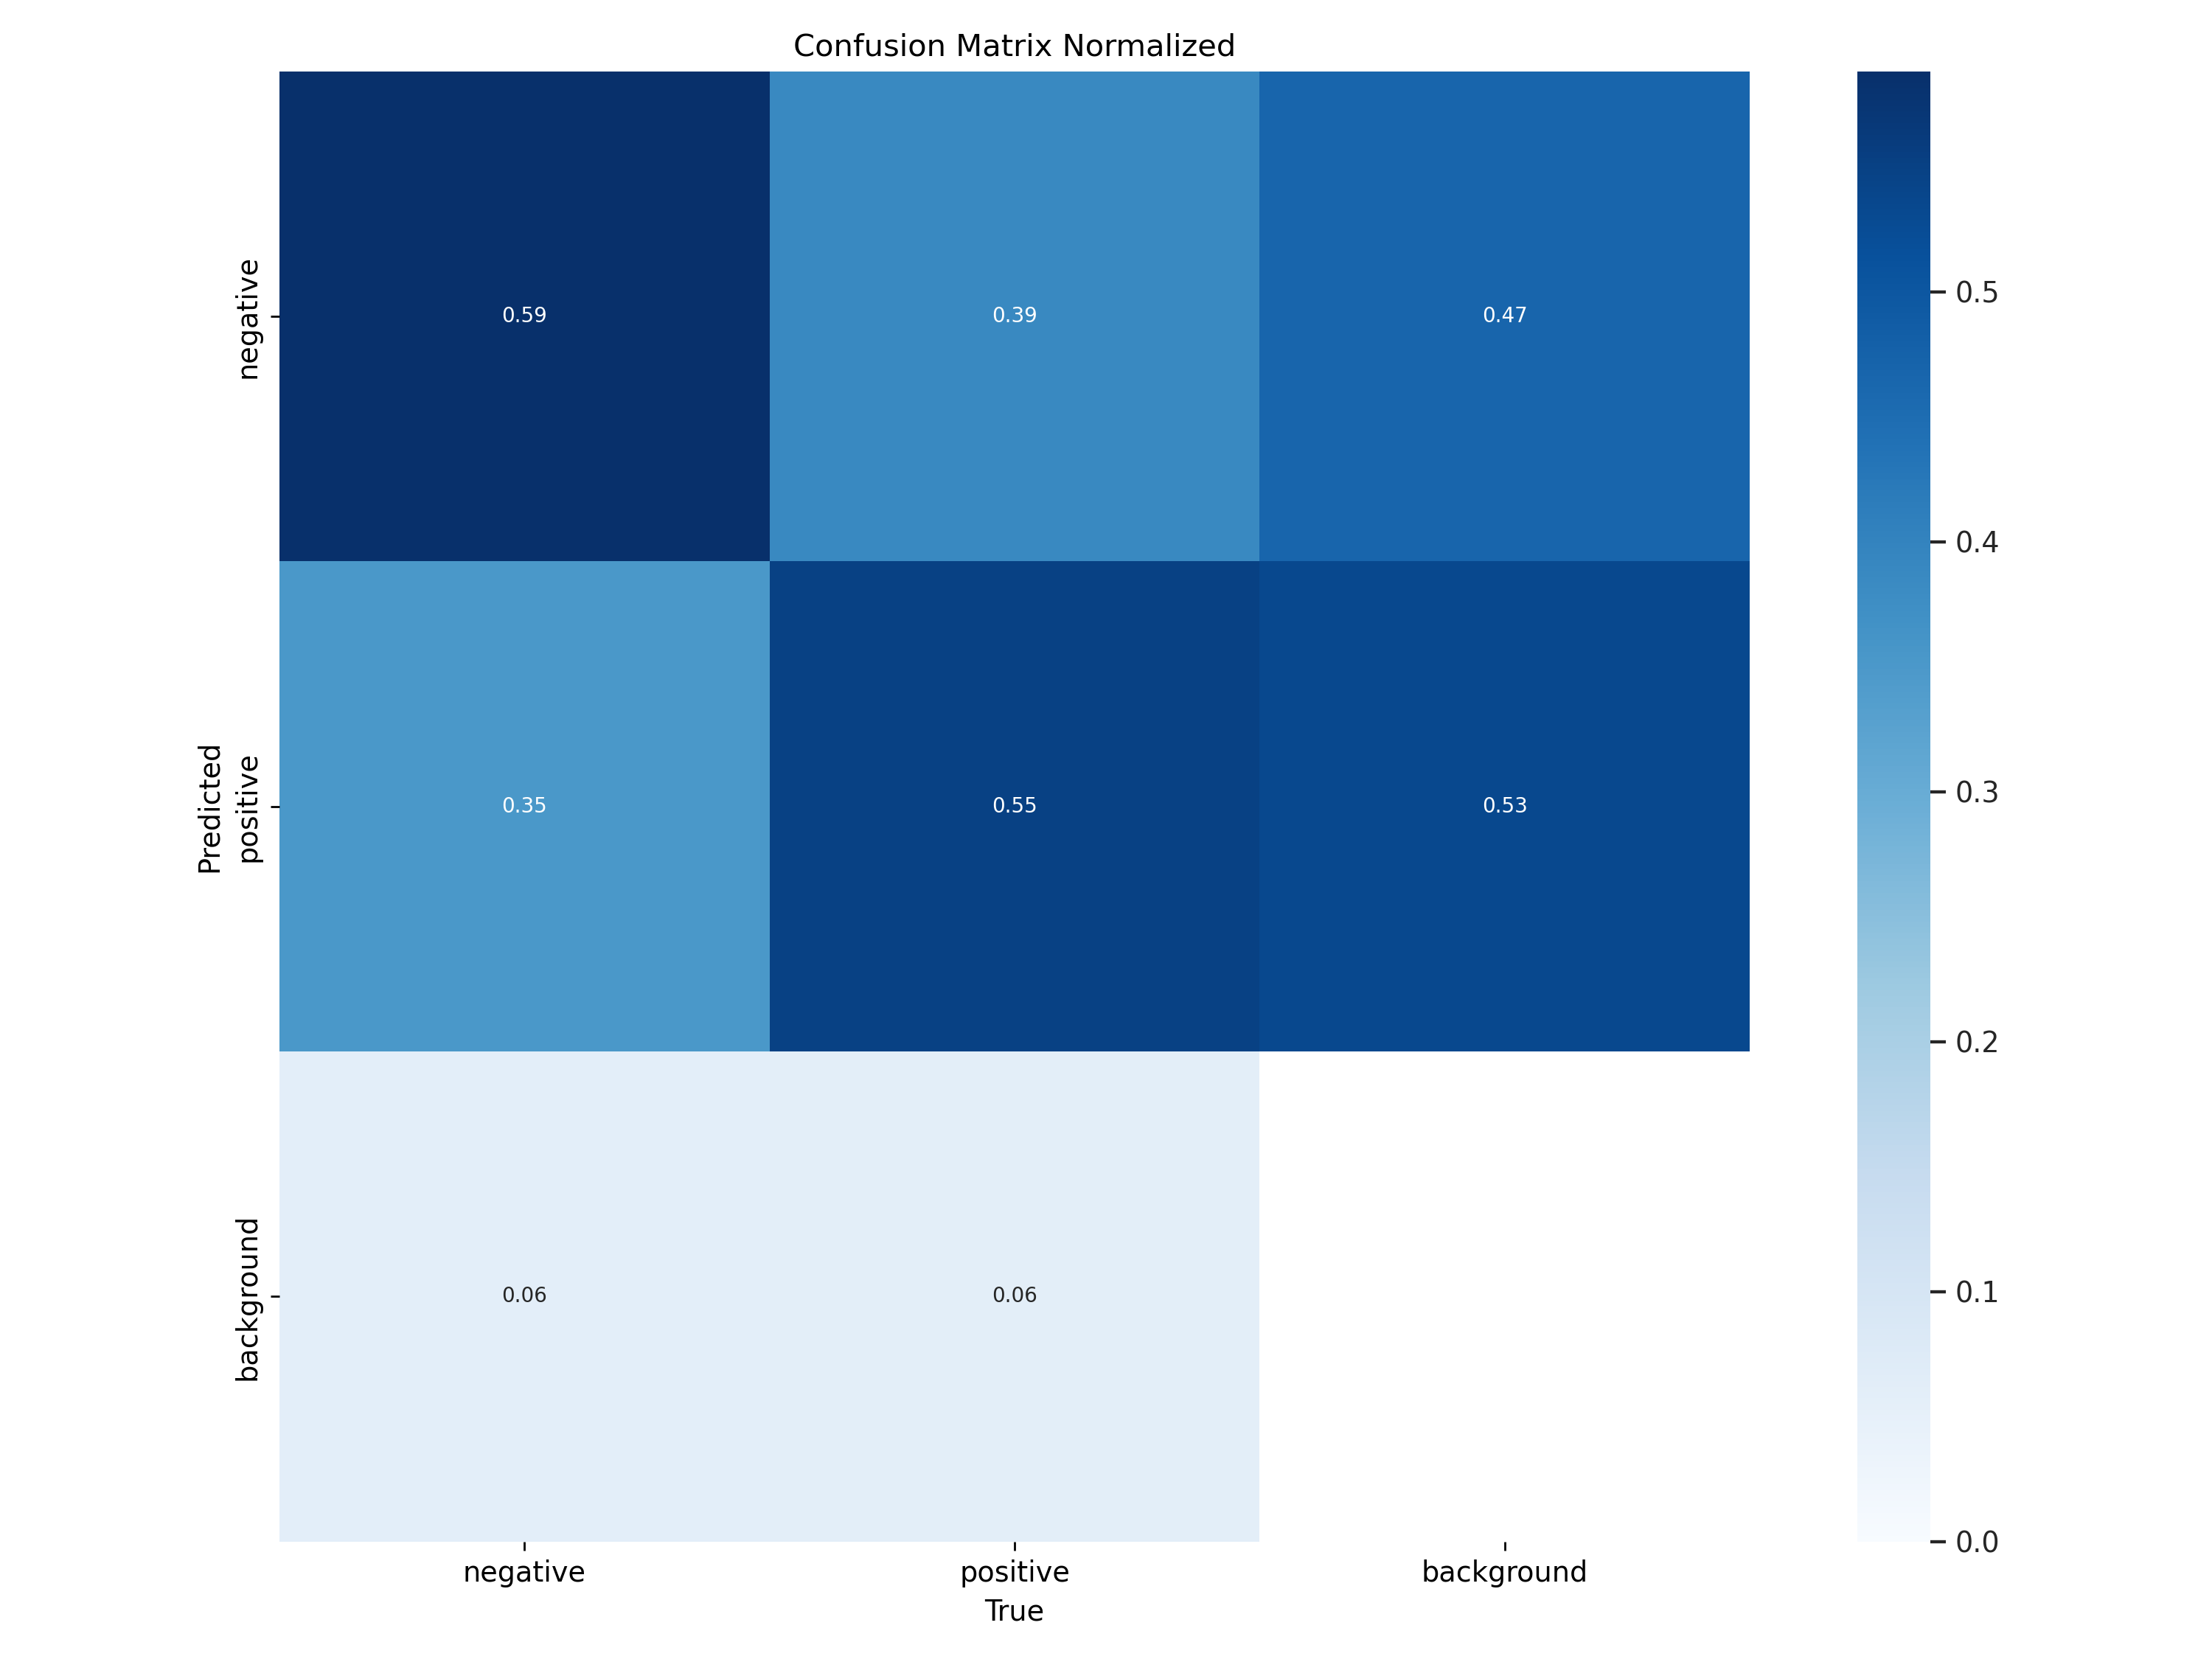 Confusion Matrix Normalized
negative
0.59
0.39
0.47
Predicted
positive
0.35
0.55
0.53
background
0.06
0.06
negative
positive
background
True
0.5
0.4
0.3
0.2
0.1
0.0